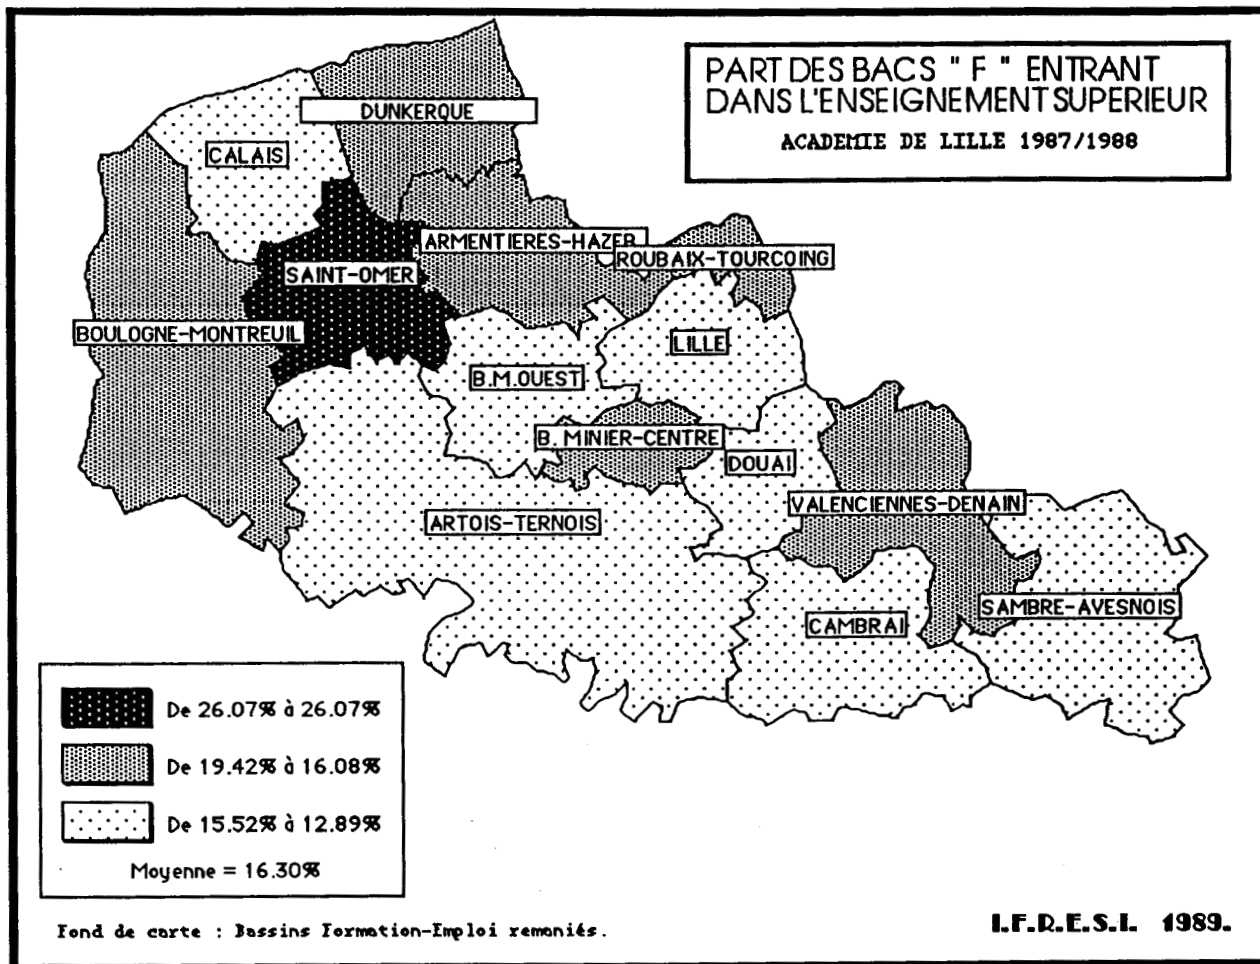 PART DES BACS " F " ENTRANT
DANS L'ENSEIGNEMENT SUPERIEUR
ACADEMIE DE LILLE 1987/1988
DUNKERQUE
CALAIS
ARMENTIERES-HAZEB
ROUBAIX-TOURCOING
SAINT-OMER
BOULOGNE-MONTREUIL
LILLE
B.M.OUEST
B. MINIER-CENTRE
DOUAI
VALENCIENNES-DENAIN
ARTOIS-TERNOIS
SAMBRE-AVESNOIS
CAMBRAI
De 26.07% à 26.07%
De 19.42% à 16.08%
De 15.52% à 12.89%
Moyenne = 16.30%
Fond de carte : Bassins Formation-Emploi remaniés.
I.F.R.E.S.I. 1989.